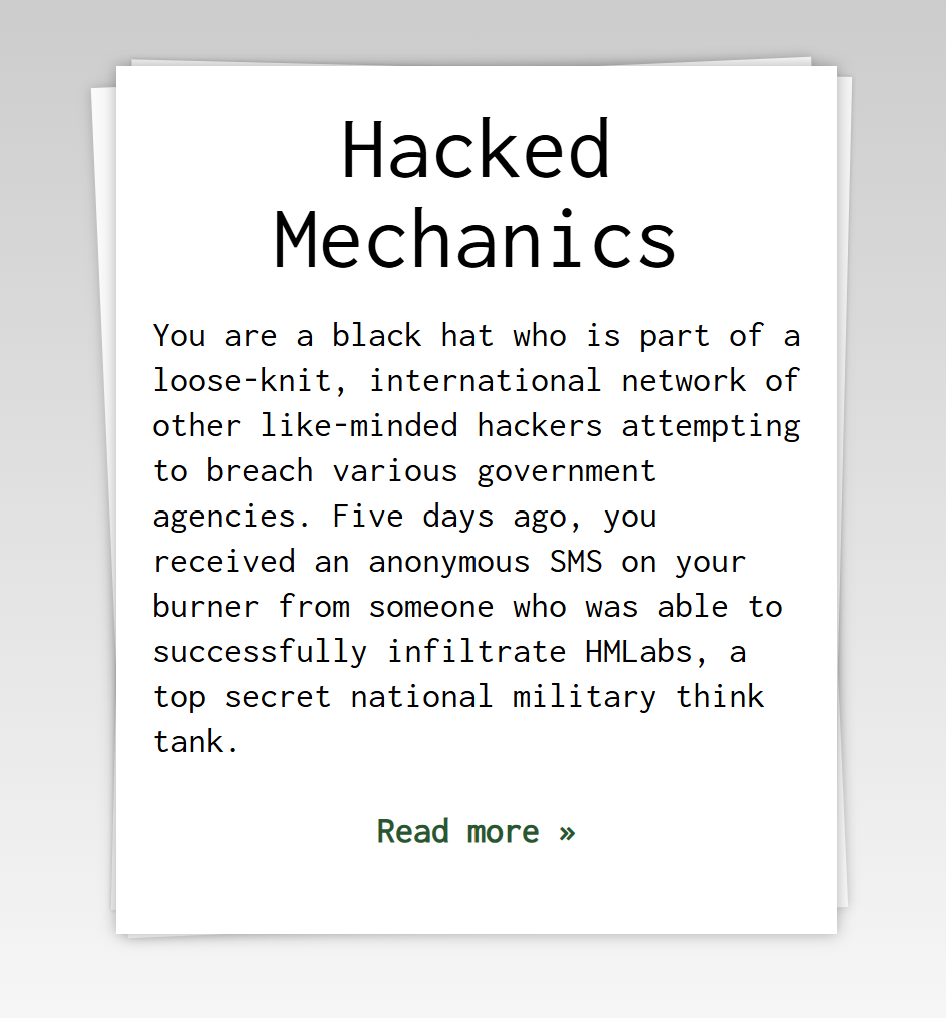 Hacked
Mechanics
You are a black hat who is part of a
loose-knit, international network of
other like-minded hackers attempting
to breach various government
agencies. Five days ago, you
received an anonymous SMS on your
burner from someone who was able to
successfully infiltrate HMLabs, a
top secret national military think
tank.
Read more »